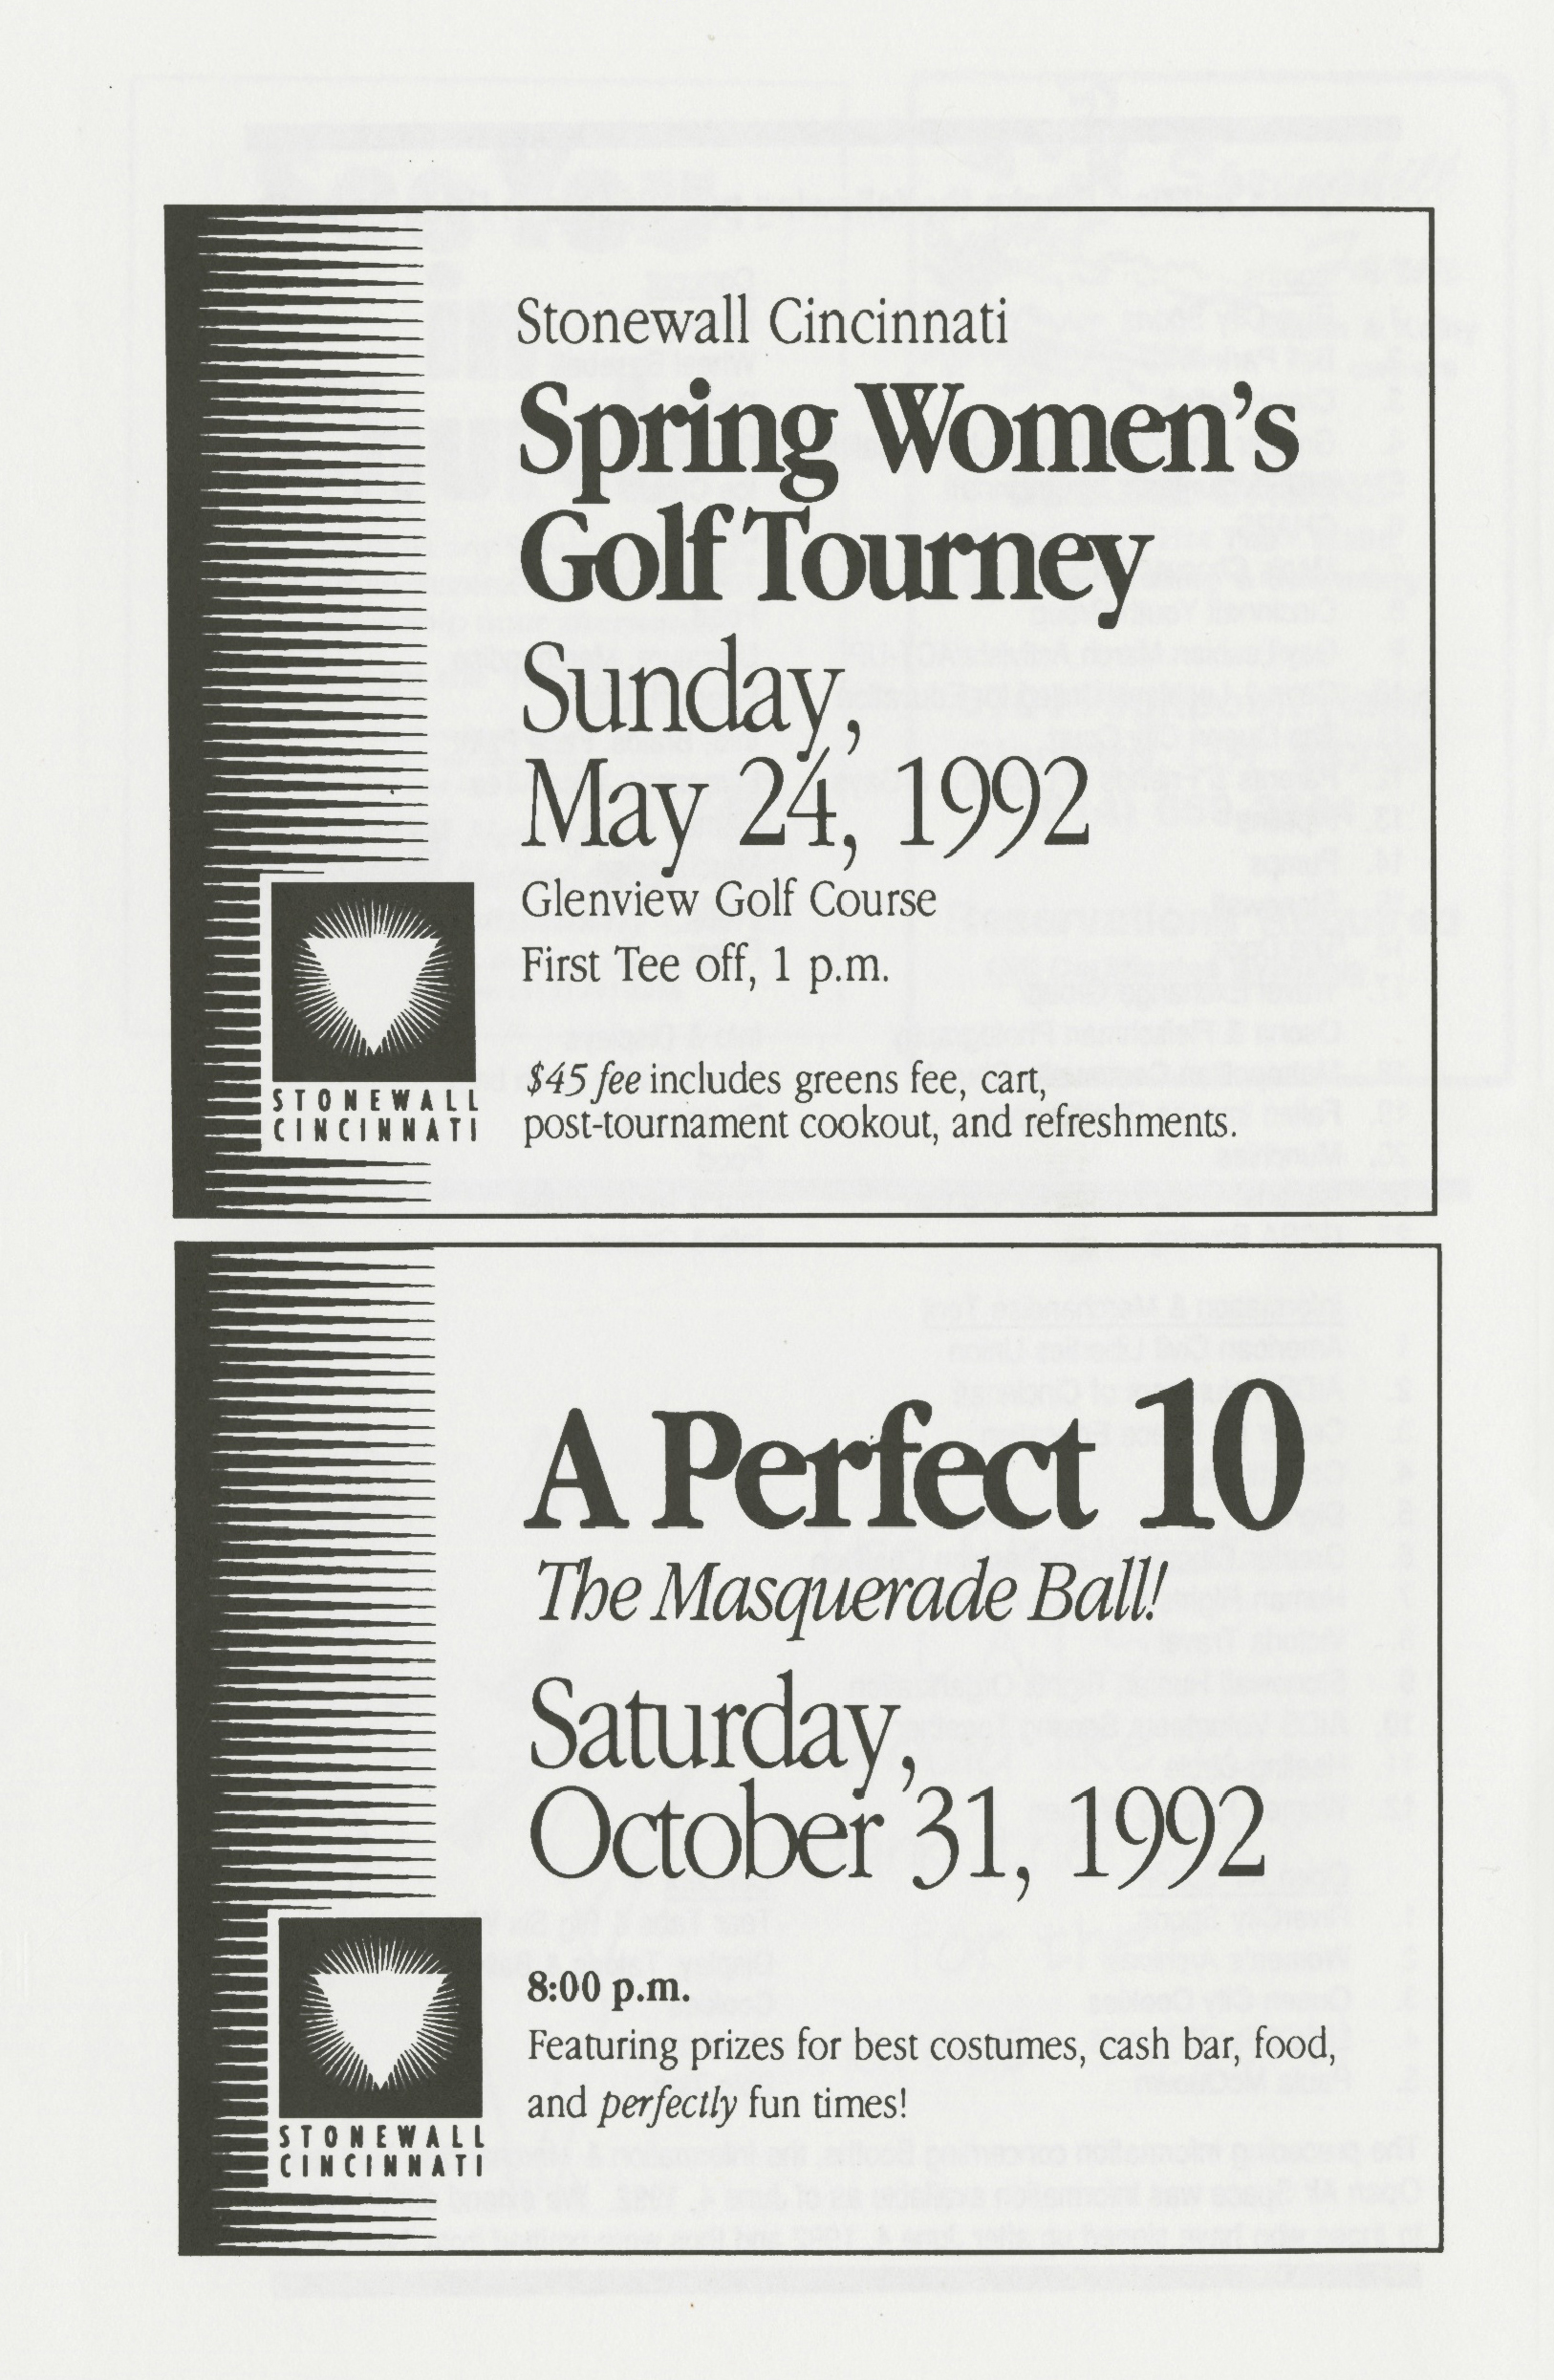 Stonewall Cincinnati
Spring Women's
Golf Tourney
Sunday,
May 24, 1992
Glenview Golf Course
First Tee off, 1 p.m.
$45 fee includes greens fee, cart,
post-tournament cookout, and refreshments.
STONEWALL
CINCINNATI
A Perfect 10
The Masquerade Ball!
Saturday,
October 31, 1992
8:00 p.m.
Featuring prizes for best costumes, cash bar, food,
and perfectly fun times!
STONEWALL
CINCINNATI